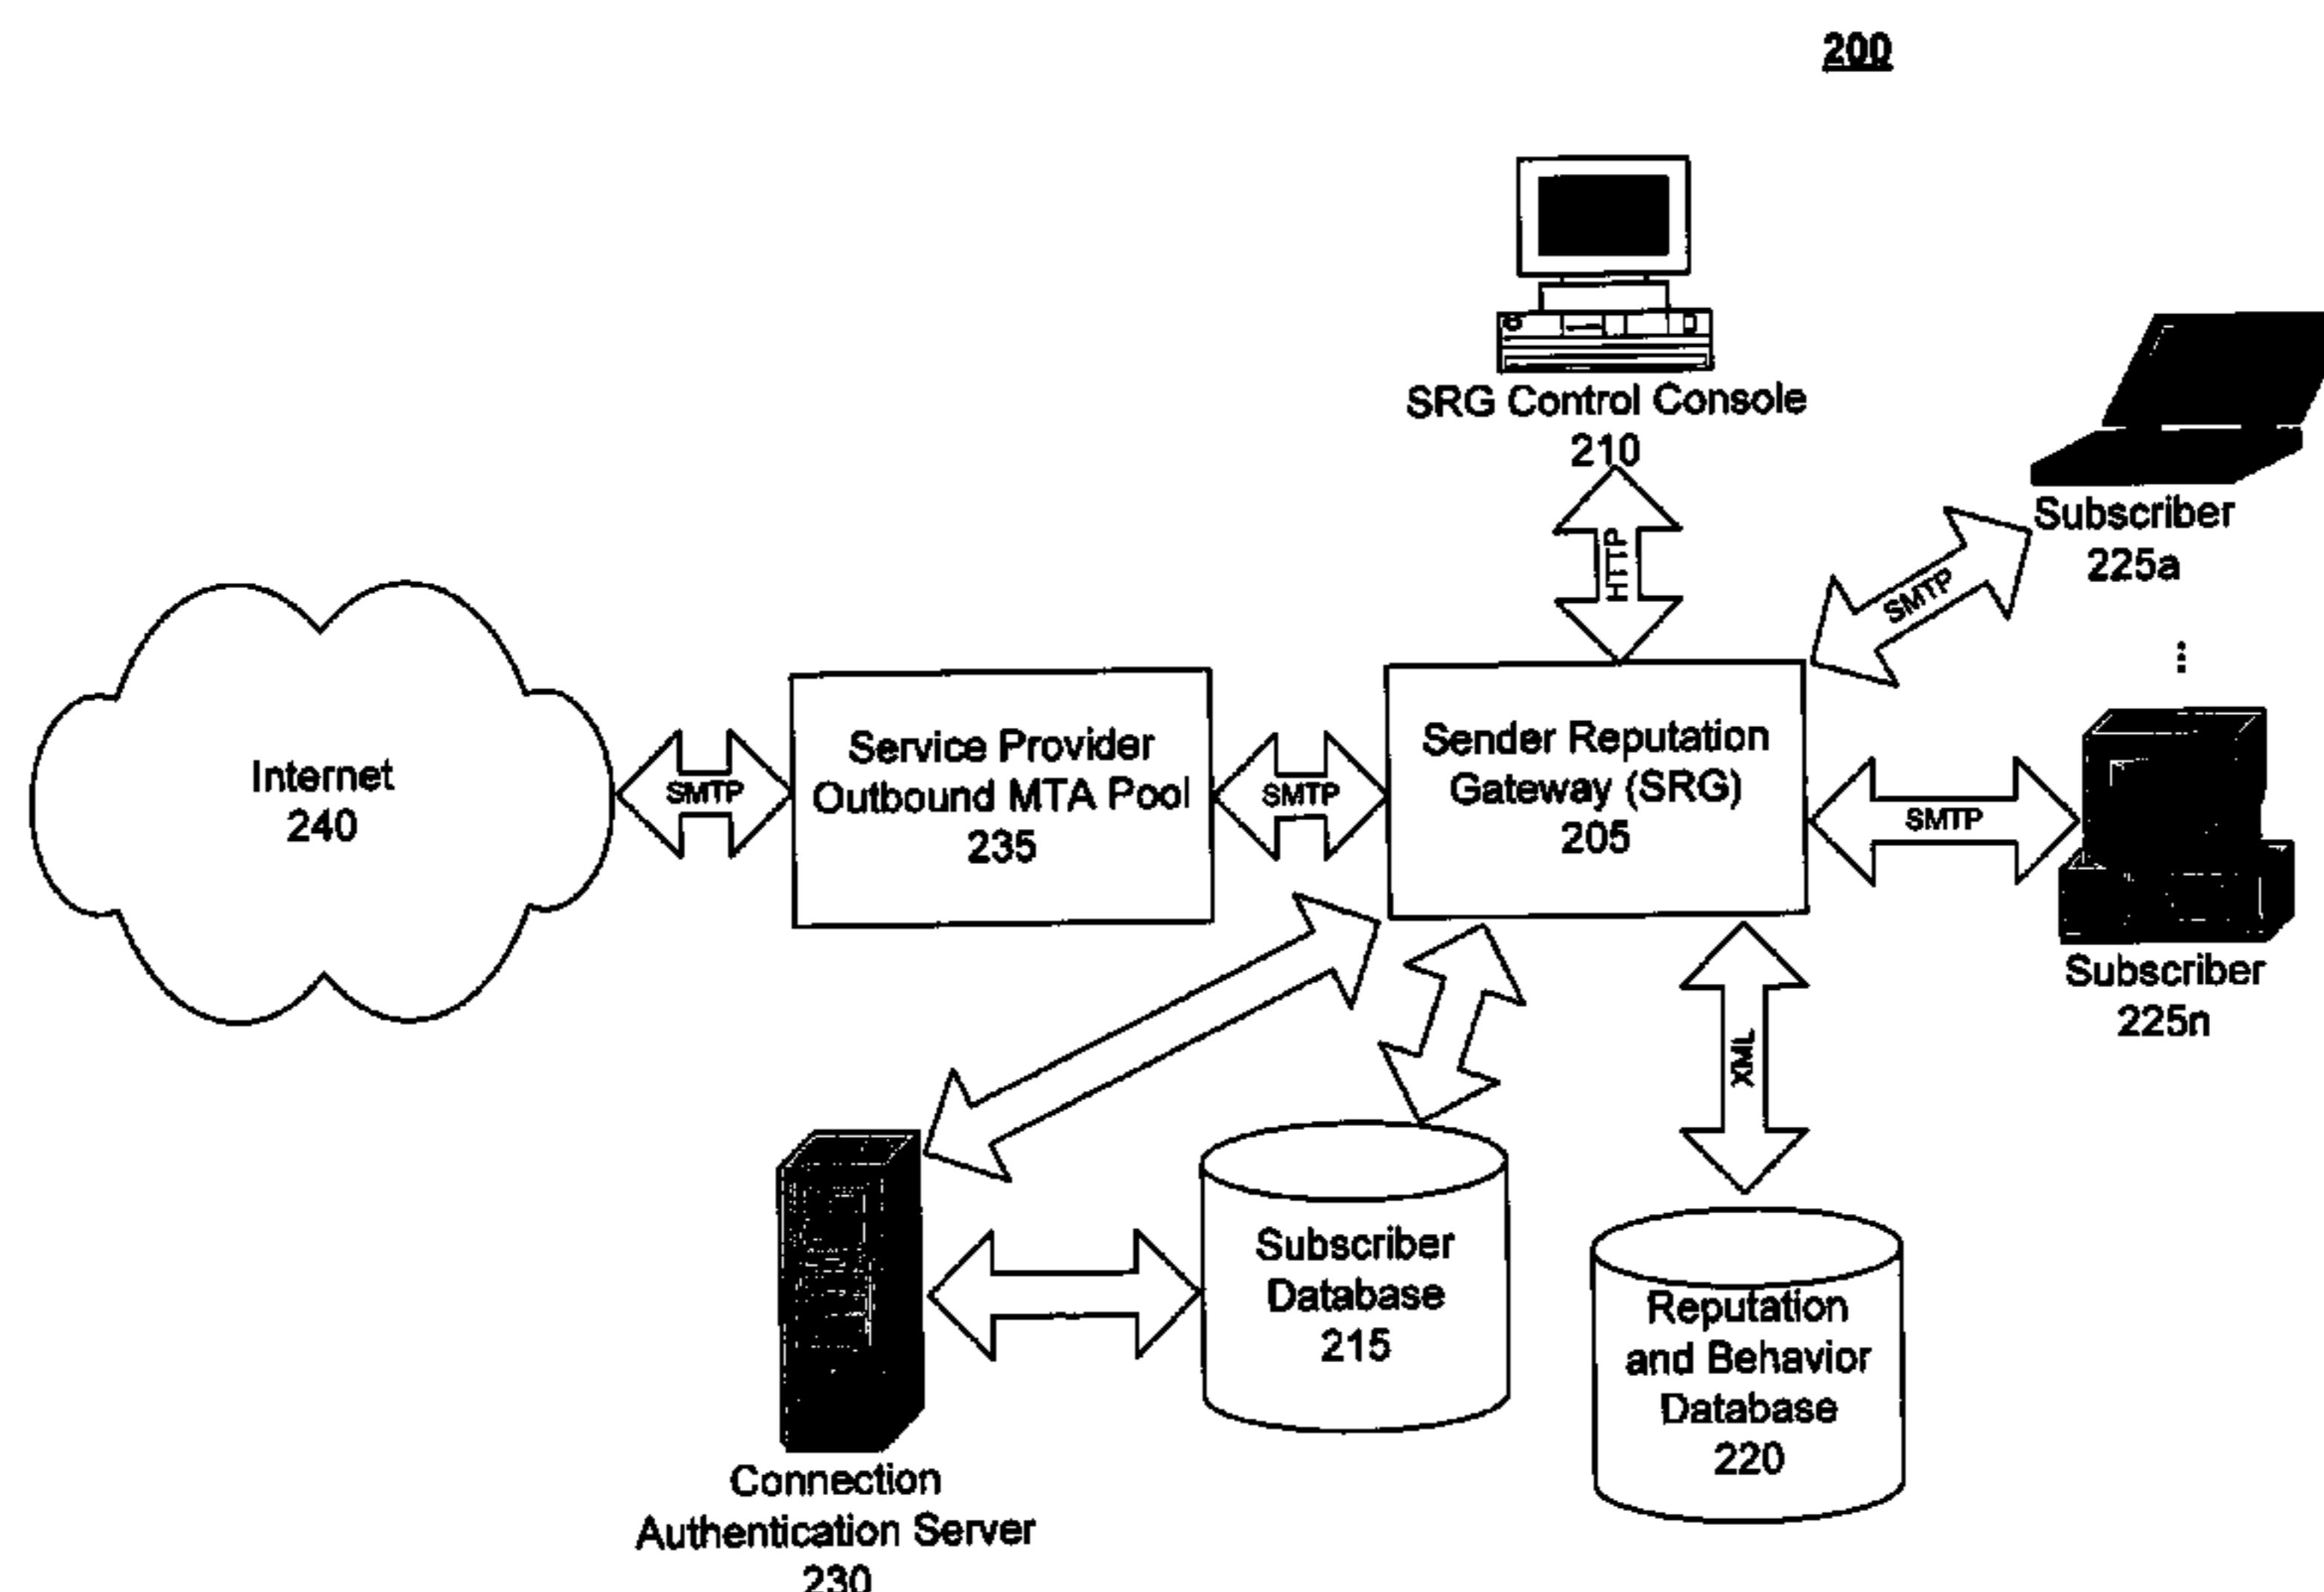 200
SRG Control Console
210
HTTP
Subscriber
225a
SMTP
...
Internet
240
SMTP
Service Provider
Outbound MTA Pool
235
SMTP
Sender Reputation
Gateway (SRG)
205
SMTP
Subscriber
225n
XML
Subscriber
Database
215
Reputation
and Behavior
Database
220
Connection
Authentication Server
230